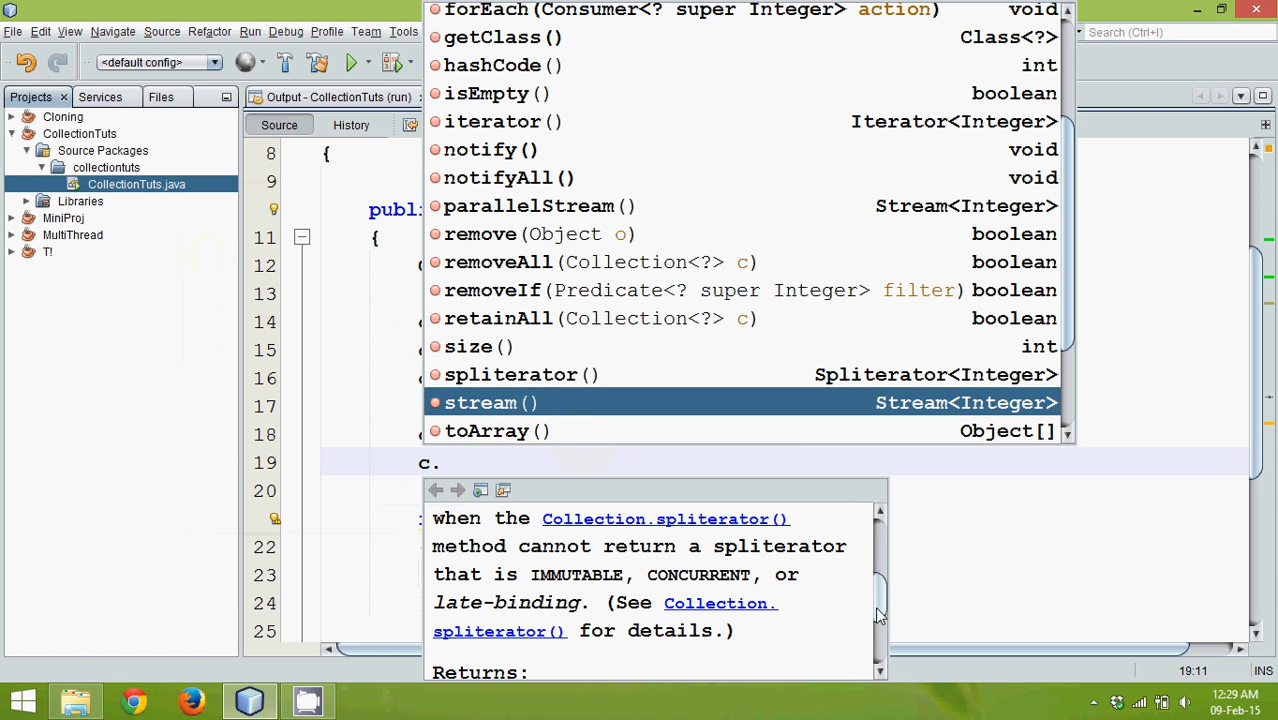 forEach(Consumer<? super Integer> action) void
File Edit View Navigate Source Refactor Run Debug Profile Team Tools
Search (Ctrl+I)
getClass() Class<?>
<default config>
hashCode() int
Projects Services Files
Output - CollectionTuts (run)
isEmpty() boolean
Cloning
CollectionTuts
Source Packages
collectiontuts
CollectionTuts.java
Libraries
MiniProj
MultiThread
T!
Source History
iterator() Iterator<Integer>
notify() void
notifyAll() void
parallelStream() Stream<Integer>
remove(Object o) boolean
removeAll(Collection<?> c) boolean
removeIf(Predicate<? super Integer> filter) boolean
retainAll(Collection<?> c) boolean
size() int
spliterator() Spliterator<Integer>
stream() Stream<Integer>
toArray() Object[]
8 {
9
publi
11 {
12
13
14
15
16
17
18
19 c.
20
22
23
24
25
when the Collection.spliterator()
method cannot return a spliterator
that is IMMUTABLE, CONCURRENT, or
late-binding. (See Collection.
spliterator() for details.)
Returns:
19:11 INS
12:29 AM
09-Feb-15